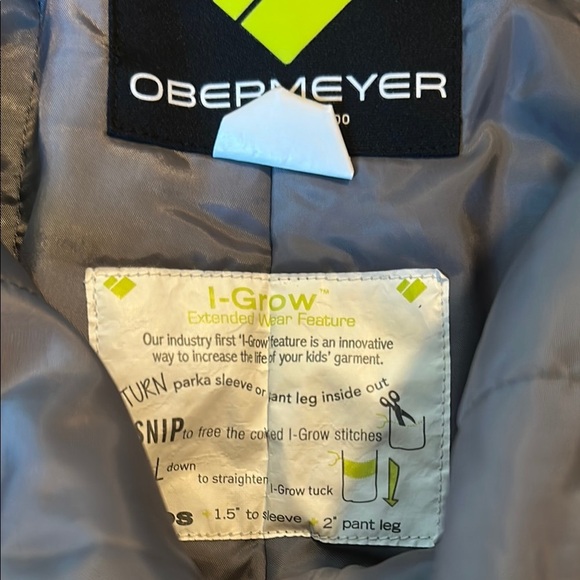 OBERMEYER
00
I-Grow™
Extended Wear Feature
Our industry first 'I-Grow' feature is an innovative
way to increase the life of your kids' garment.
TURN parka sleeve or pant leg inside out
SNIP to free the I-Grow stitches
down
to straighten I-Grow tuck
+ 1.5" to sleeve + 2" pant leg